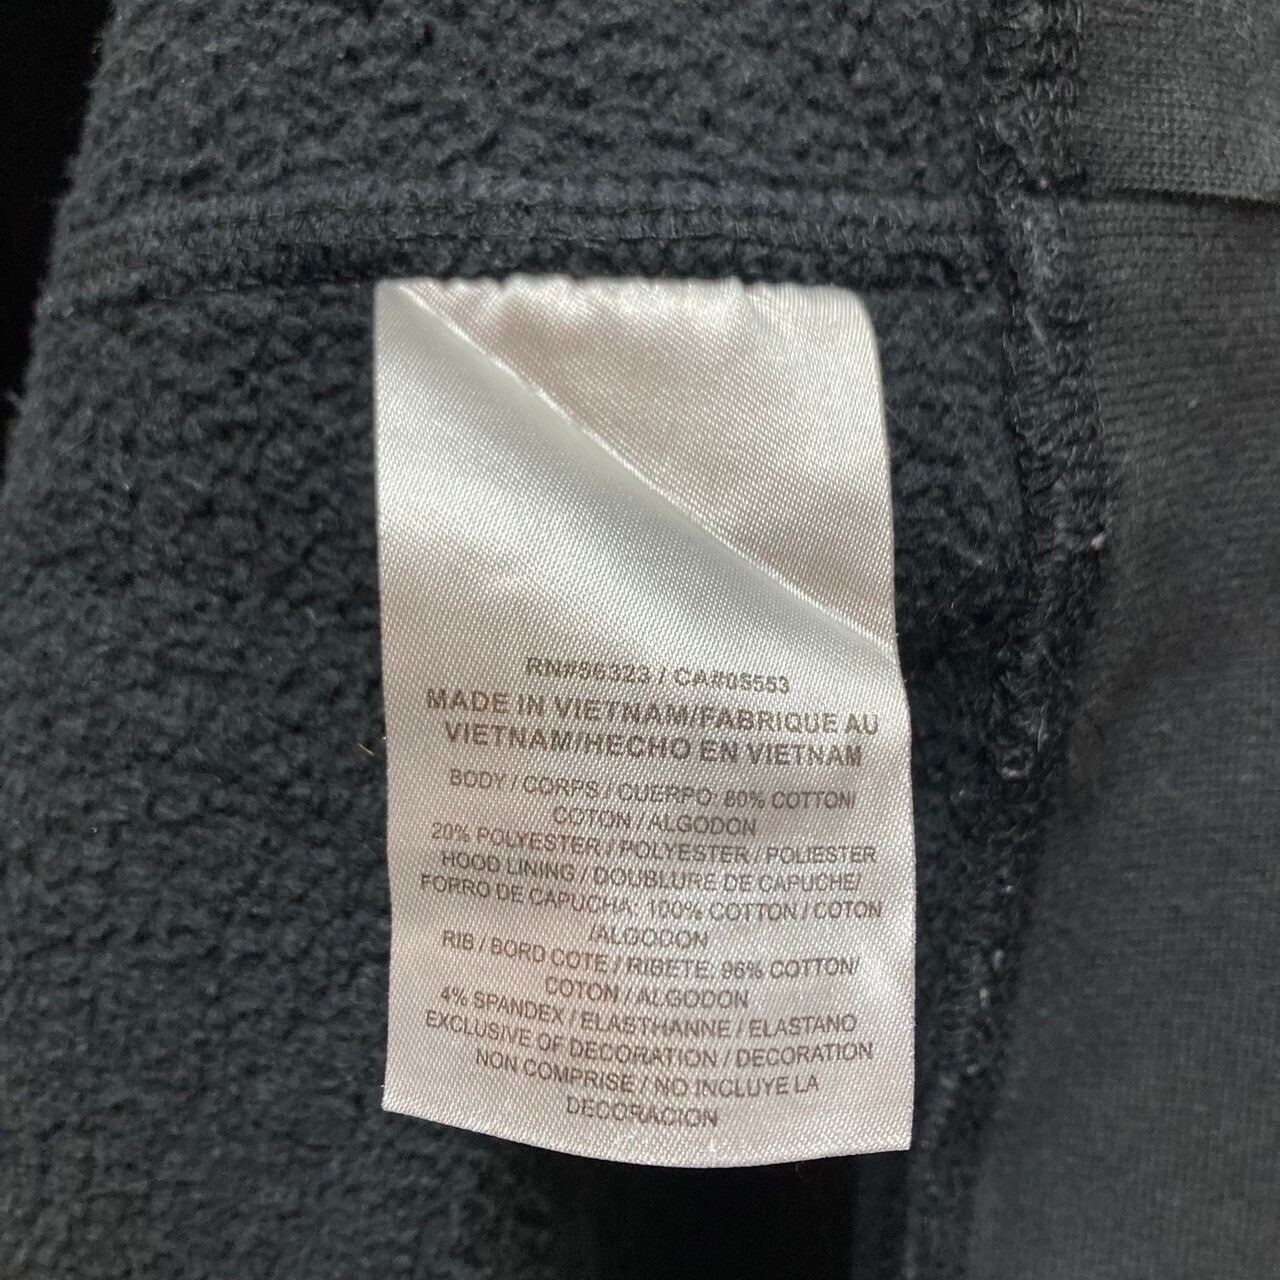 RN#56323 / CA#05553
MADE IN VIETNAM/FABRIQUE AU
VIETNAM/HECHO EN VIETNAM
BODY / CORPS / CUERPO: 80% COTTON/
COTON / ALGODON
20% POLYESTER / POLYESTER / POLIESTER
HOOD LINING / DOUBLURE DE CAPUCHE/
FORRO DE CAPUCHA: 100% COTTON / COTON
/ALGODON
RIB / BORD COTE / RIBETE: 96% COTTON/
COTON / ALGODON
4% SPANDEX / ELASTHANNE / ELASTANO
EXCLUSIVE OF DECORATION / DECORATION
NON COMPRISE / NO INCLUYE LA
DECORACION